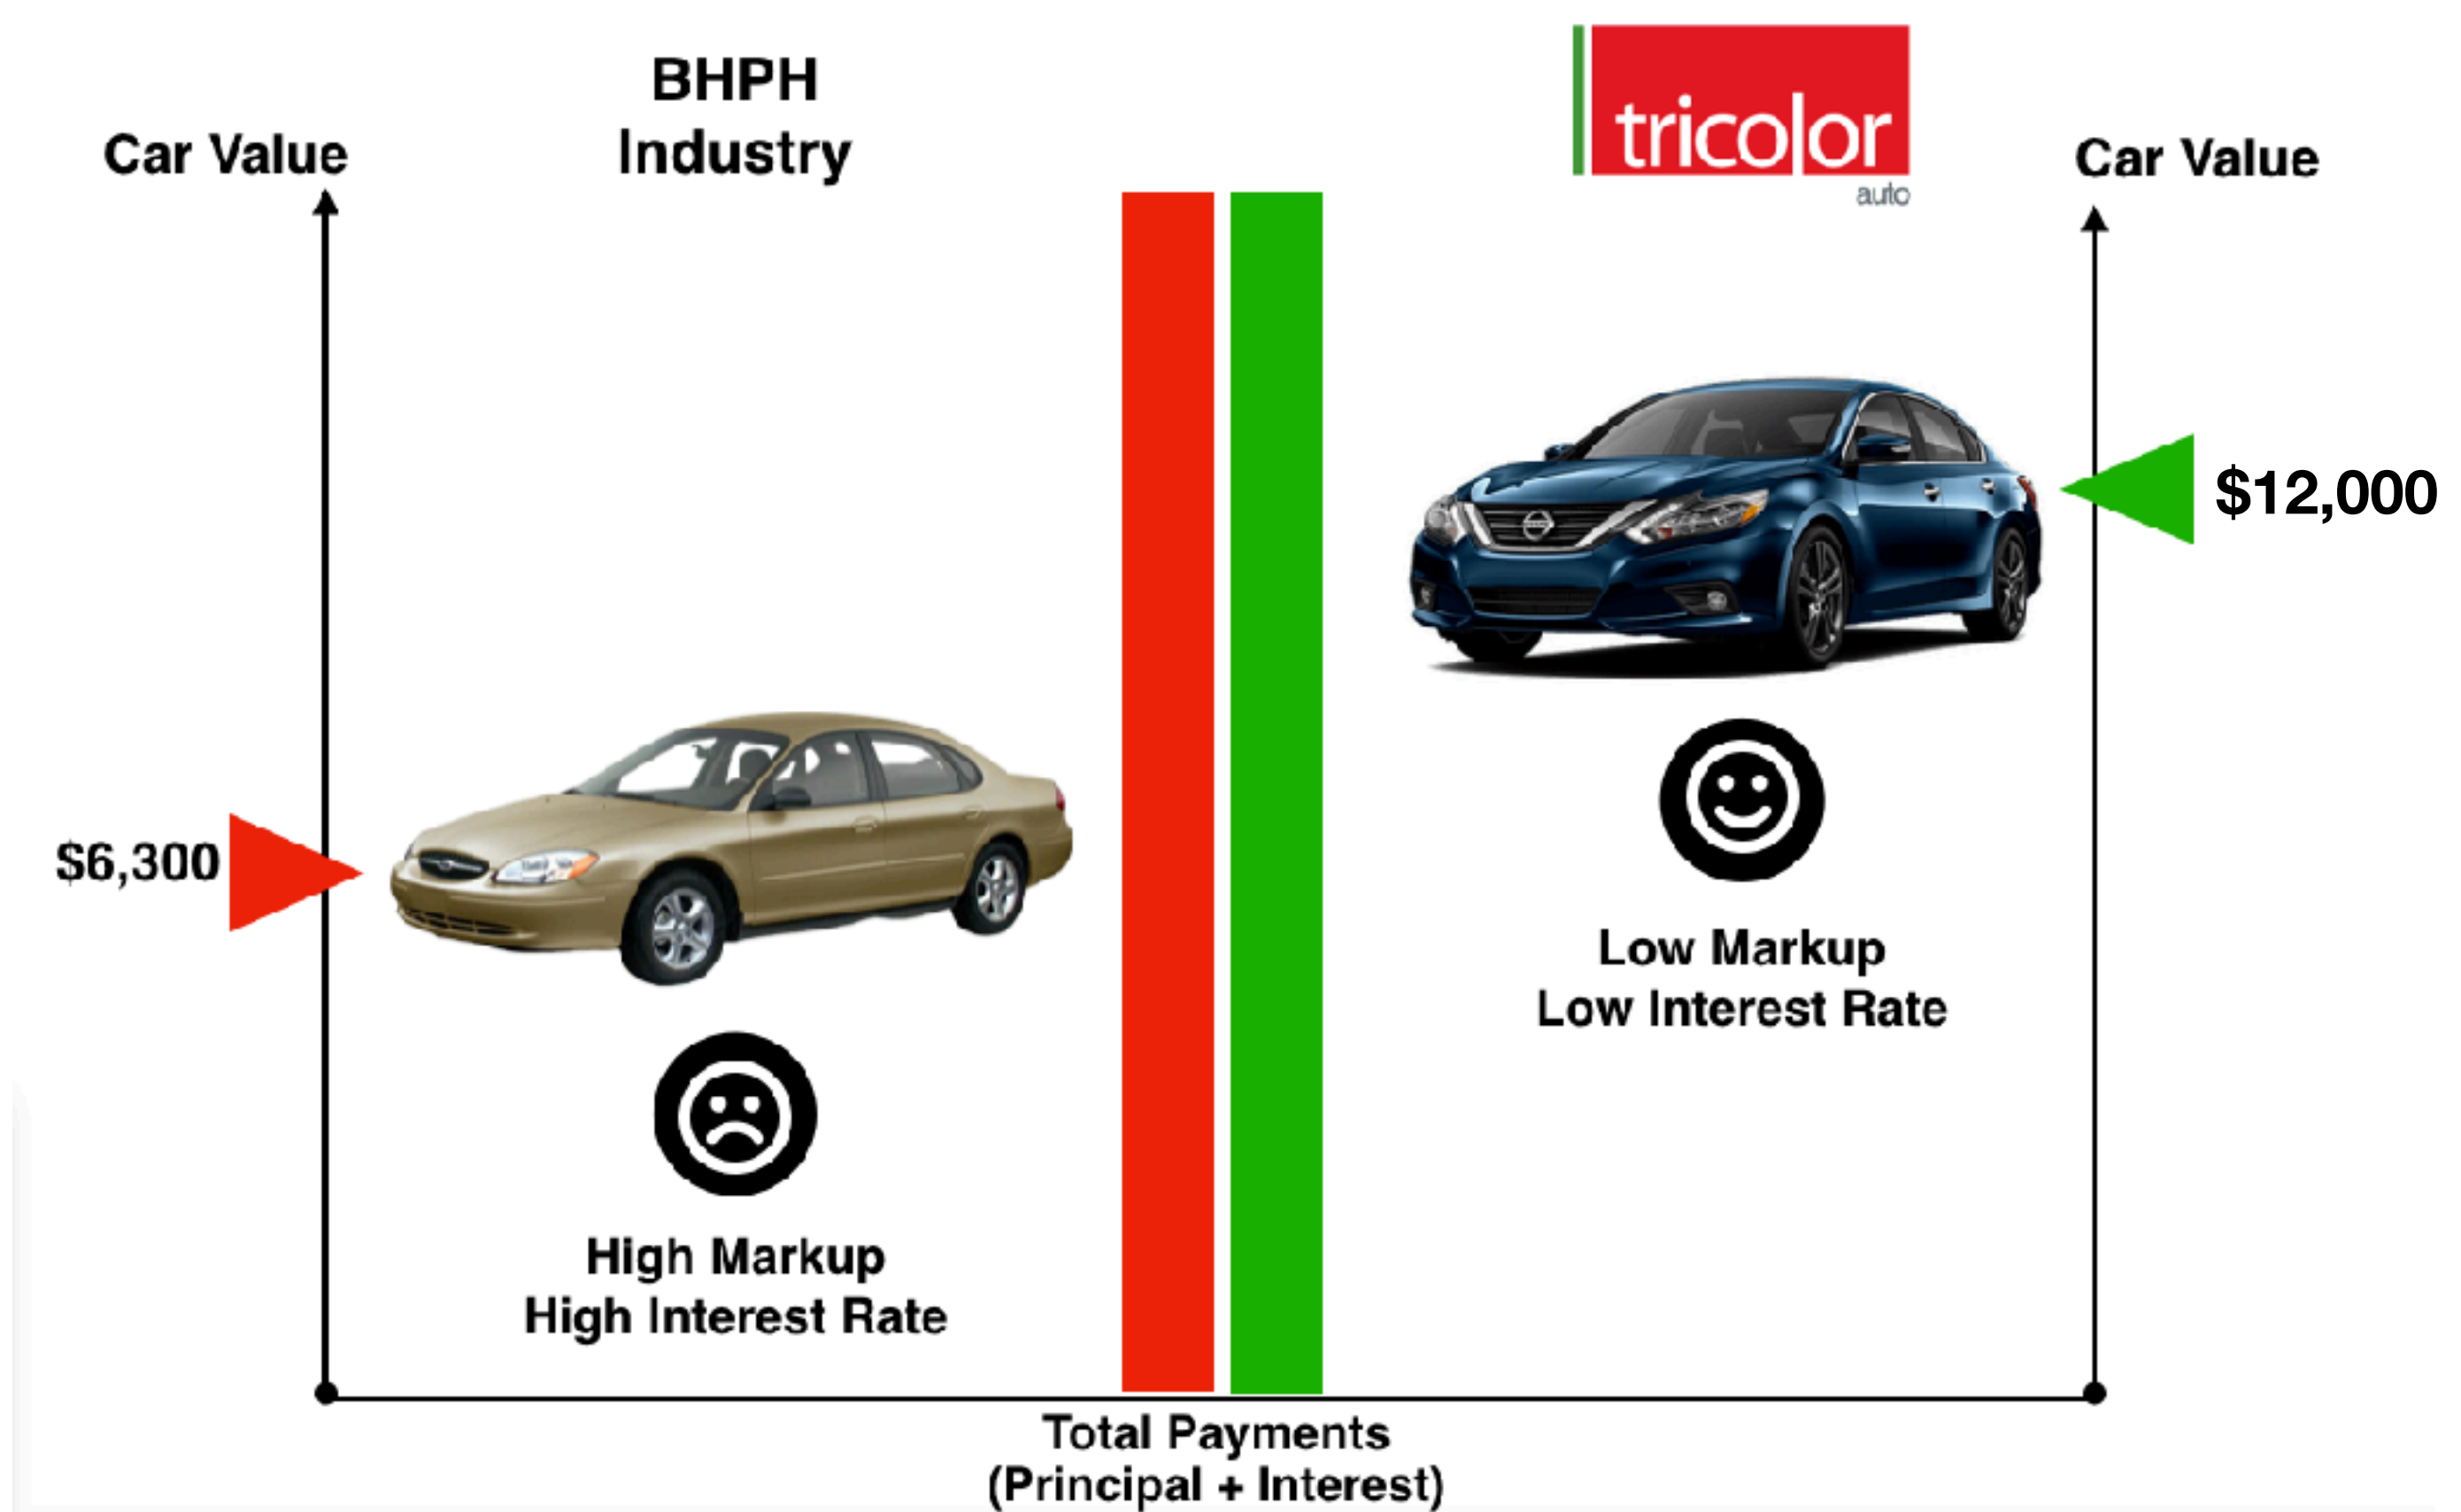 BHPH
Industry
Car Value
tricolor
auto
Car Value
$12,000
$6,300
Low Markup
Low Interest Rate
High Markup
High Interest Rate
Total Payments
(Principal + Interest)